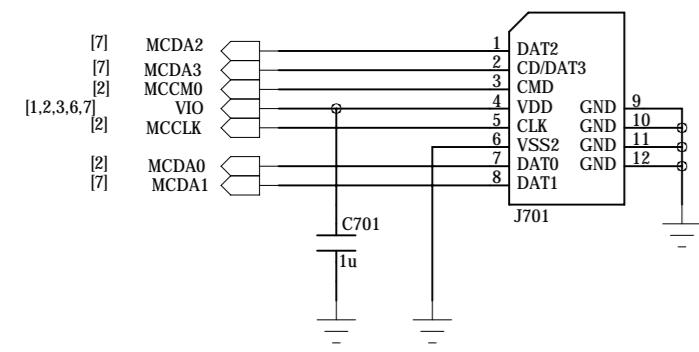 [7] MCDA2 1 DAT2
[7] MCDA3 2 CD/DAT3
[2] MCCM0 3 CMD
[1,2,3,6,7] VIO 4 VDD GND 9
[2] MCCLK 5 CLK GND 10
6 VSS2 GND 11
[2] MCDA0 7 DAT0 GND 12
[7] MCDA1 8 DAT1
J701
C701
1u